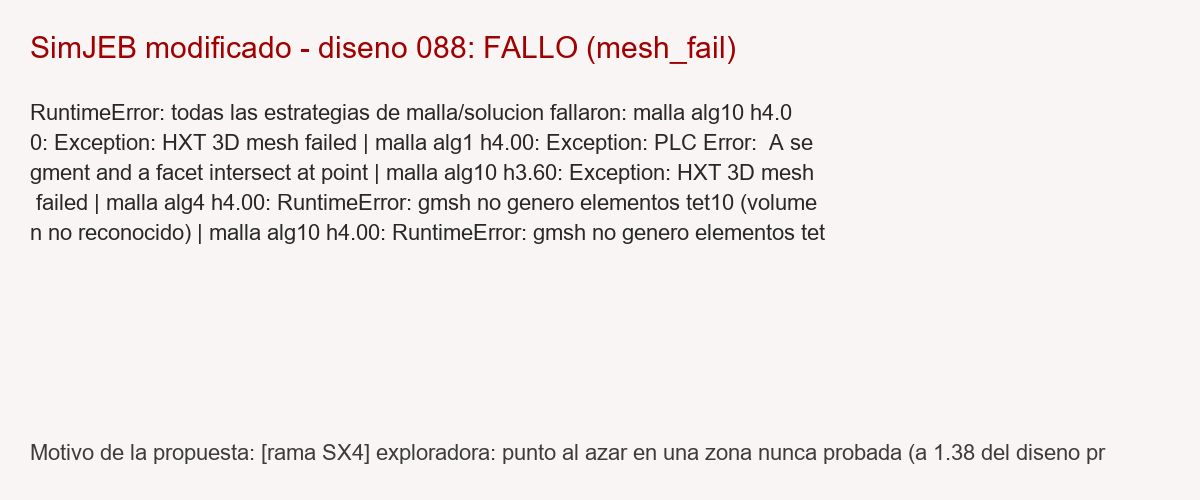 SimJEB modificado - diseno 088: FALLO (mesh_fail)
RuntimeError: todas las estrategias de malla/solucion fallaron: malla alg10 h4.0
0: Exception: HXT 3D mesh failed | malla alg1 h4.00: Exception: PLC Error:  A se
gment and a facet intersect at point | malla alg10 h3.60: Exception: HXT 3D mesh
 failed | malla alg4 h4.00: RuntimeError: gmsh no genero elementos tet10 (volume
n no reconocido) | malla alg10 h4.00: RuntimeError: gmsh no genero elementos tet
Motivo de la propuesta: [rama SX4] exploradora: punto al azar en una zona nunca probada (a 1.38 del diseno pr